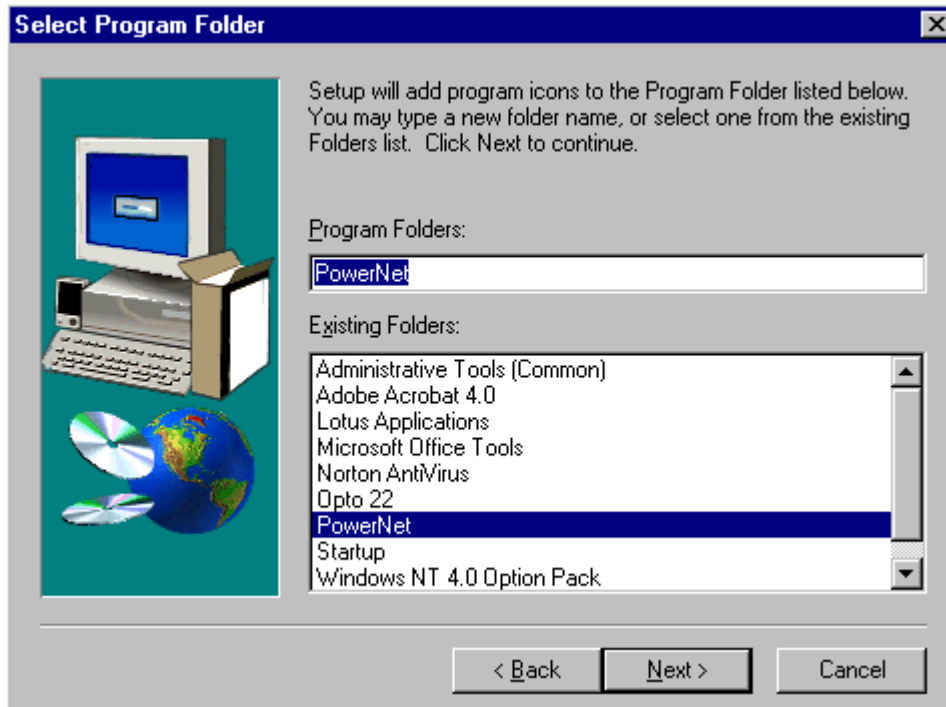 Select Program Folder
Setup will add program icons to the Program Folder listed below.
You may type a new folder name, or select one from the existing
Folders list.  Click Next to continue.
Program Folders:
PowerNet
Existing Folders:
Administrative Tools (Common)
Adobe Acrobat 4.0
Lotus Applications
Microsoft Office Tools
Norton AntiVirus
Opto 22
PowerNet
Startup
Windows NT 4.0 Option Pack
< Back
Next >
Cancel